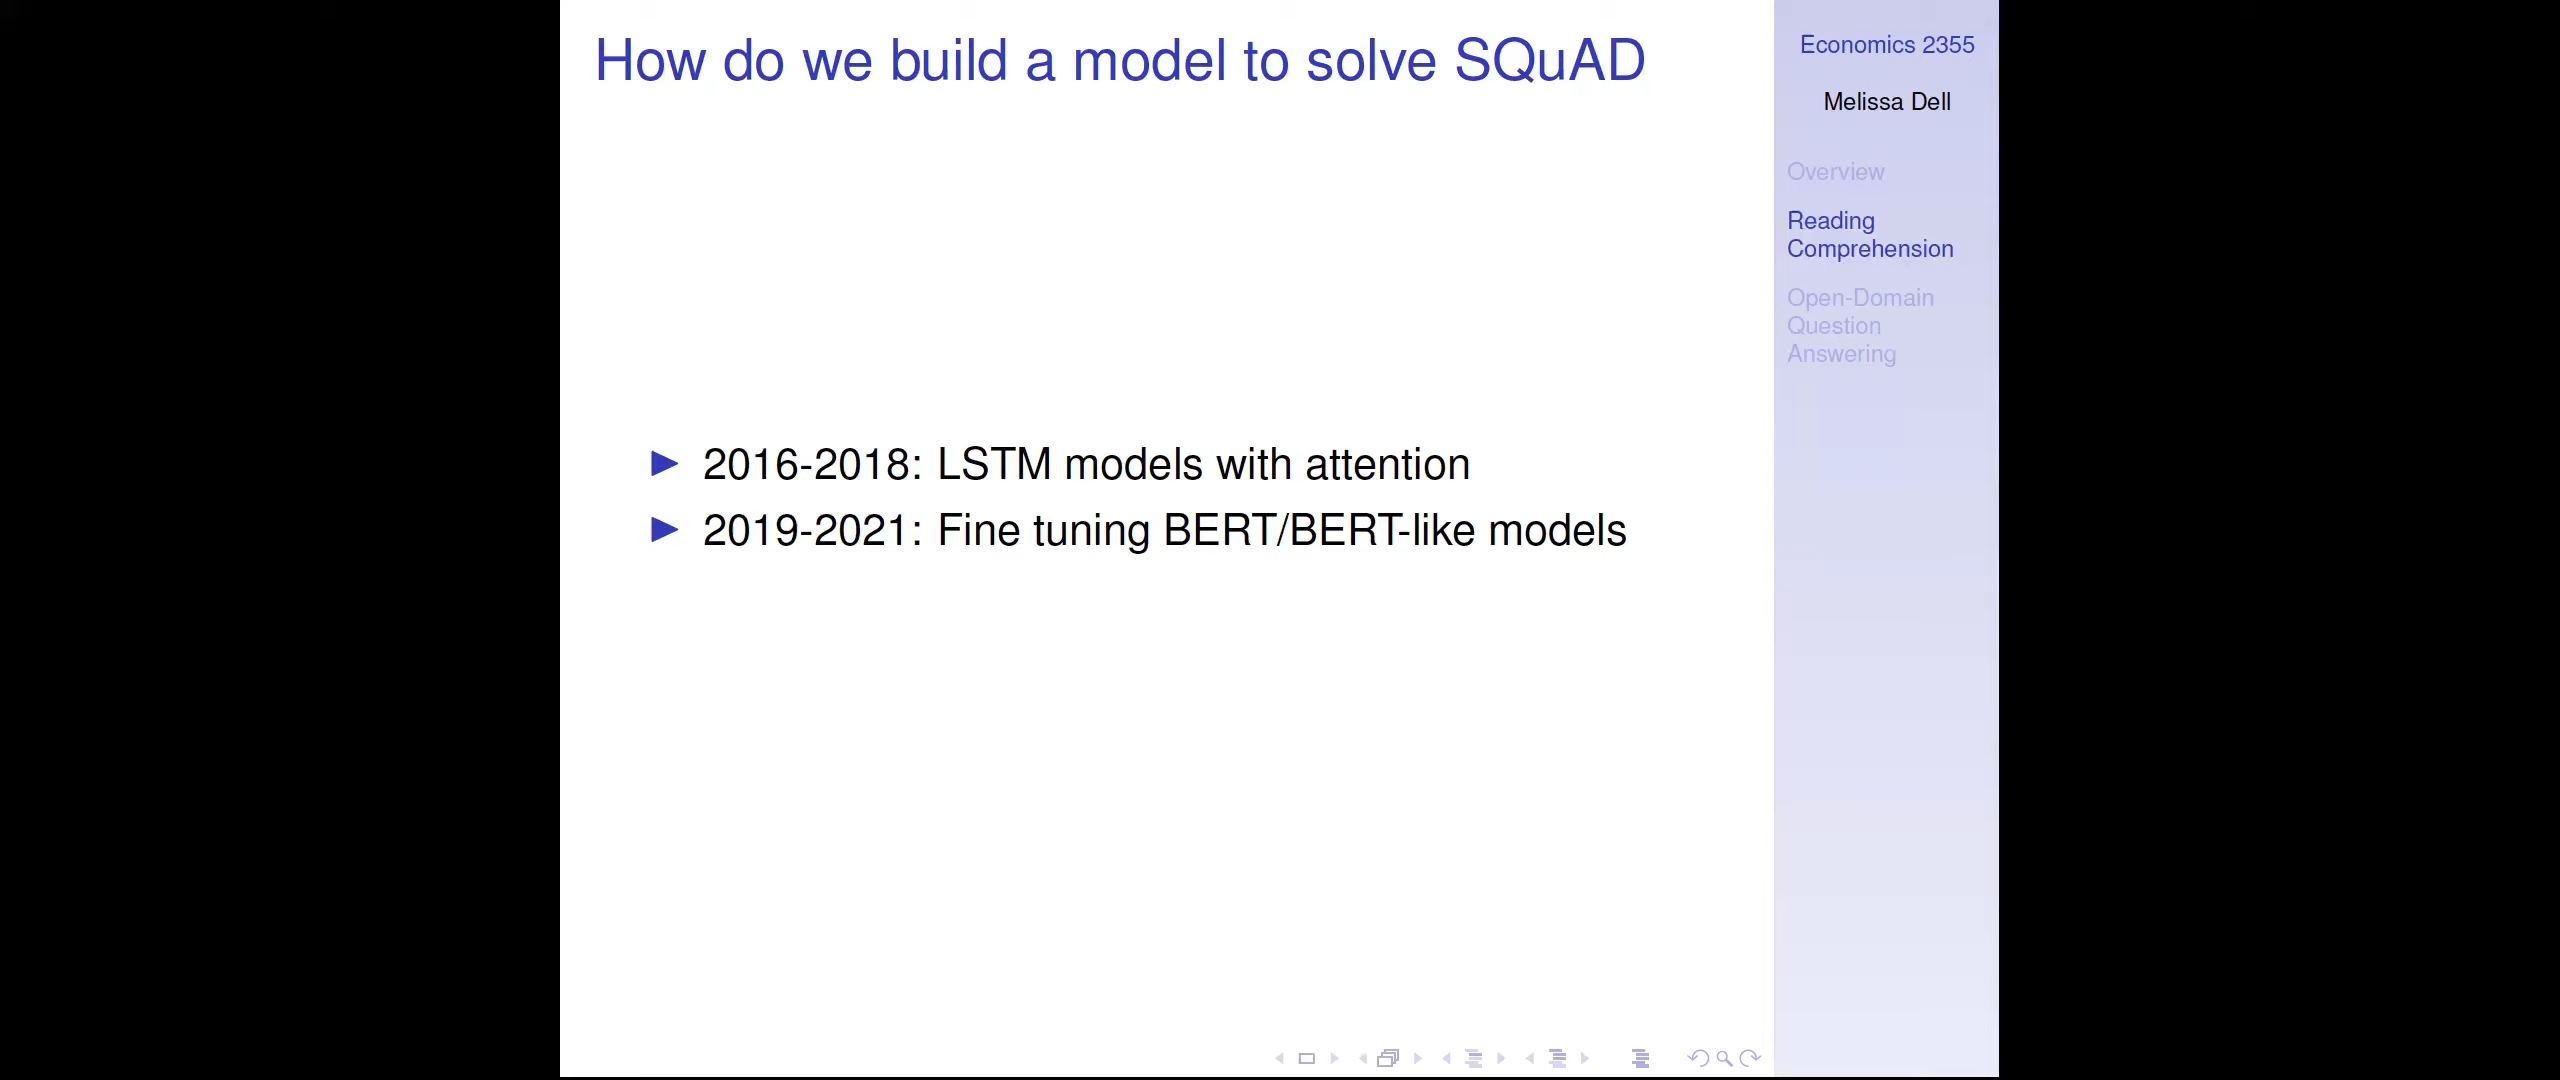 How do we build a model to solve SQuAD
2016-2018: LSTM models with attention
2019-2021: Fine tuning BERT/BERT-like models
Economics 2355
Melissa Dell
Overview
Reading
Comprehension
Open-Domain
Question
Answering